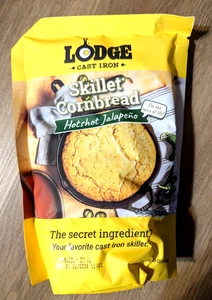 LODGE
CAST IRON
Skillet
Cornbread
Hotshot Jalapeño
The secret ingredient?
Your favorite cast iron skillet.